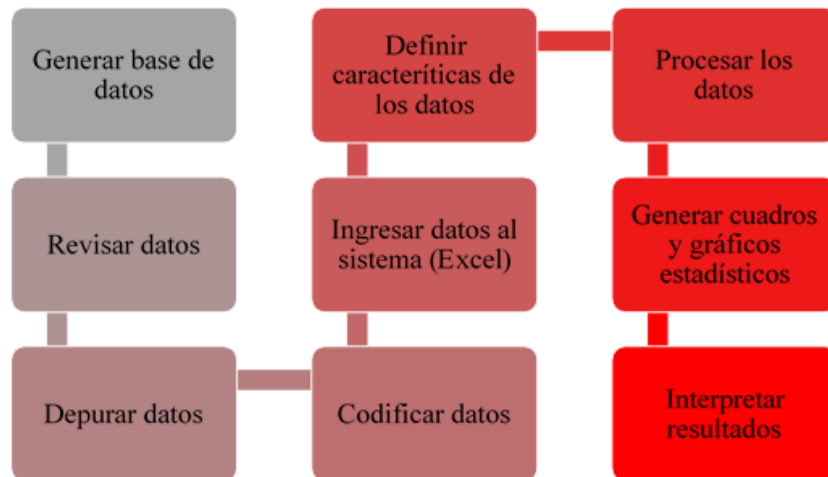 Generar base de
datos
Revisar datos
Depurar datos
Codificar datos
Ingresar datos al
sistema (Excel)
Definir
caracteríticas de
los datos
Procesar los
datos
Generar cuadros
y gráficos
estadísticos
Interpretar
resultados